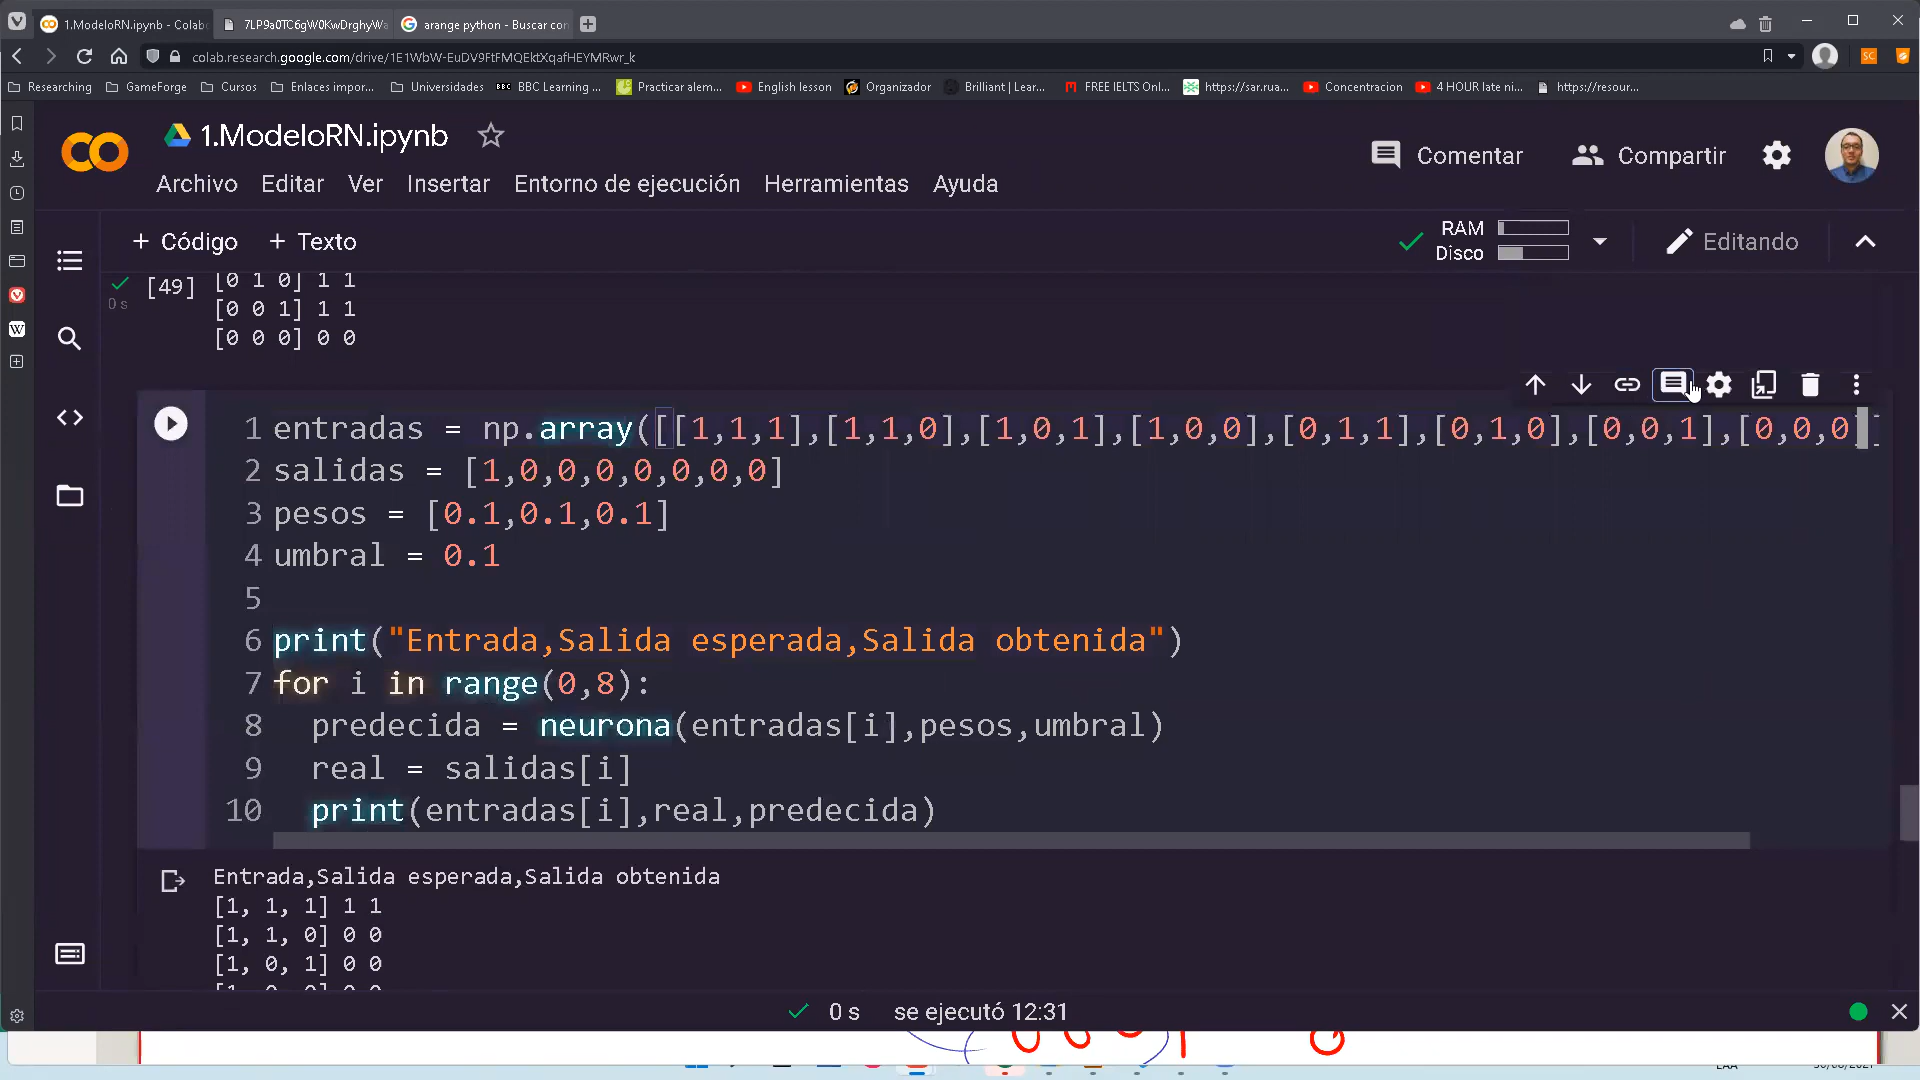 1.ModeloRN.ipynb - Colab
7LP9a0TC6gW0KwDrghyWa
arange python - Buscar con
colab.research.google.com/drive/1E1WbW-EuDV9FtFMQEktXqafHEYMRwr_k
SC
Researching
GameForge
Cursos
Enlaces impor...
Universidades
BBC Learning ...
Practicar alem...
English lesson
Organizador
Brilliant | Lear...
FREE IELTS Onl...
https://sar.rua...
Concentracion
4 HOUR late ni...
https://resour...
1.ModeloRN.ipynb
Comentar
Compartir
Archivo Editar Ver Insertar Entorno de ejecución Herramientas Ayuda
+ Código + Texto
RAM
Disco
Editando
[49]
0 s
[0 1 0] 1 1
[0 0 1] 1 1
[0 0 0] 0 0
1 entradas = np.array([[1,1,1],[1,1,0],[1,0,1],[1,0,0],[0,1,1],[0,1,0],[0,0,1],[0,0,0]]
2 salidas = [1,0,0,0,0,0,0,0]
3 pesos = [0.1,0.1,0.1]
4 umbral = 0.1
5
6 print("Entrada,Salida esperada,Salida obtenida")
7 for i in range(0,8):
8 predecida = neurona(entradas[i],pesos,umbral)
9 real = salidas[i]
10 print(entradas[i],real,predecida)
Entrada,Salida esperada,Salida obtenida
[1, 1, 1] 1 1
[1, 1, 0] 0 0
[1, 0, 1] 0 0
[1, 0, 0] 0 0
0 s se ejecutó 12:31